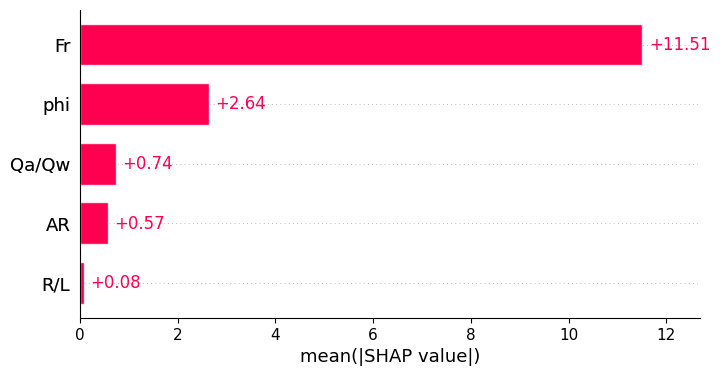 Fr +11.51
phi +2.64
Qa/Qw +0.74
AR +0.57
R/L +0.08
0 2 4 6 8 10 12
mean(|SHAP value|)